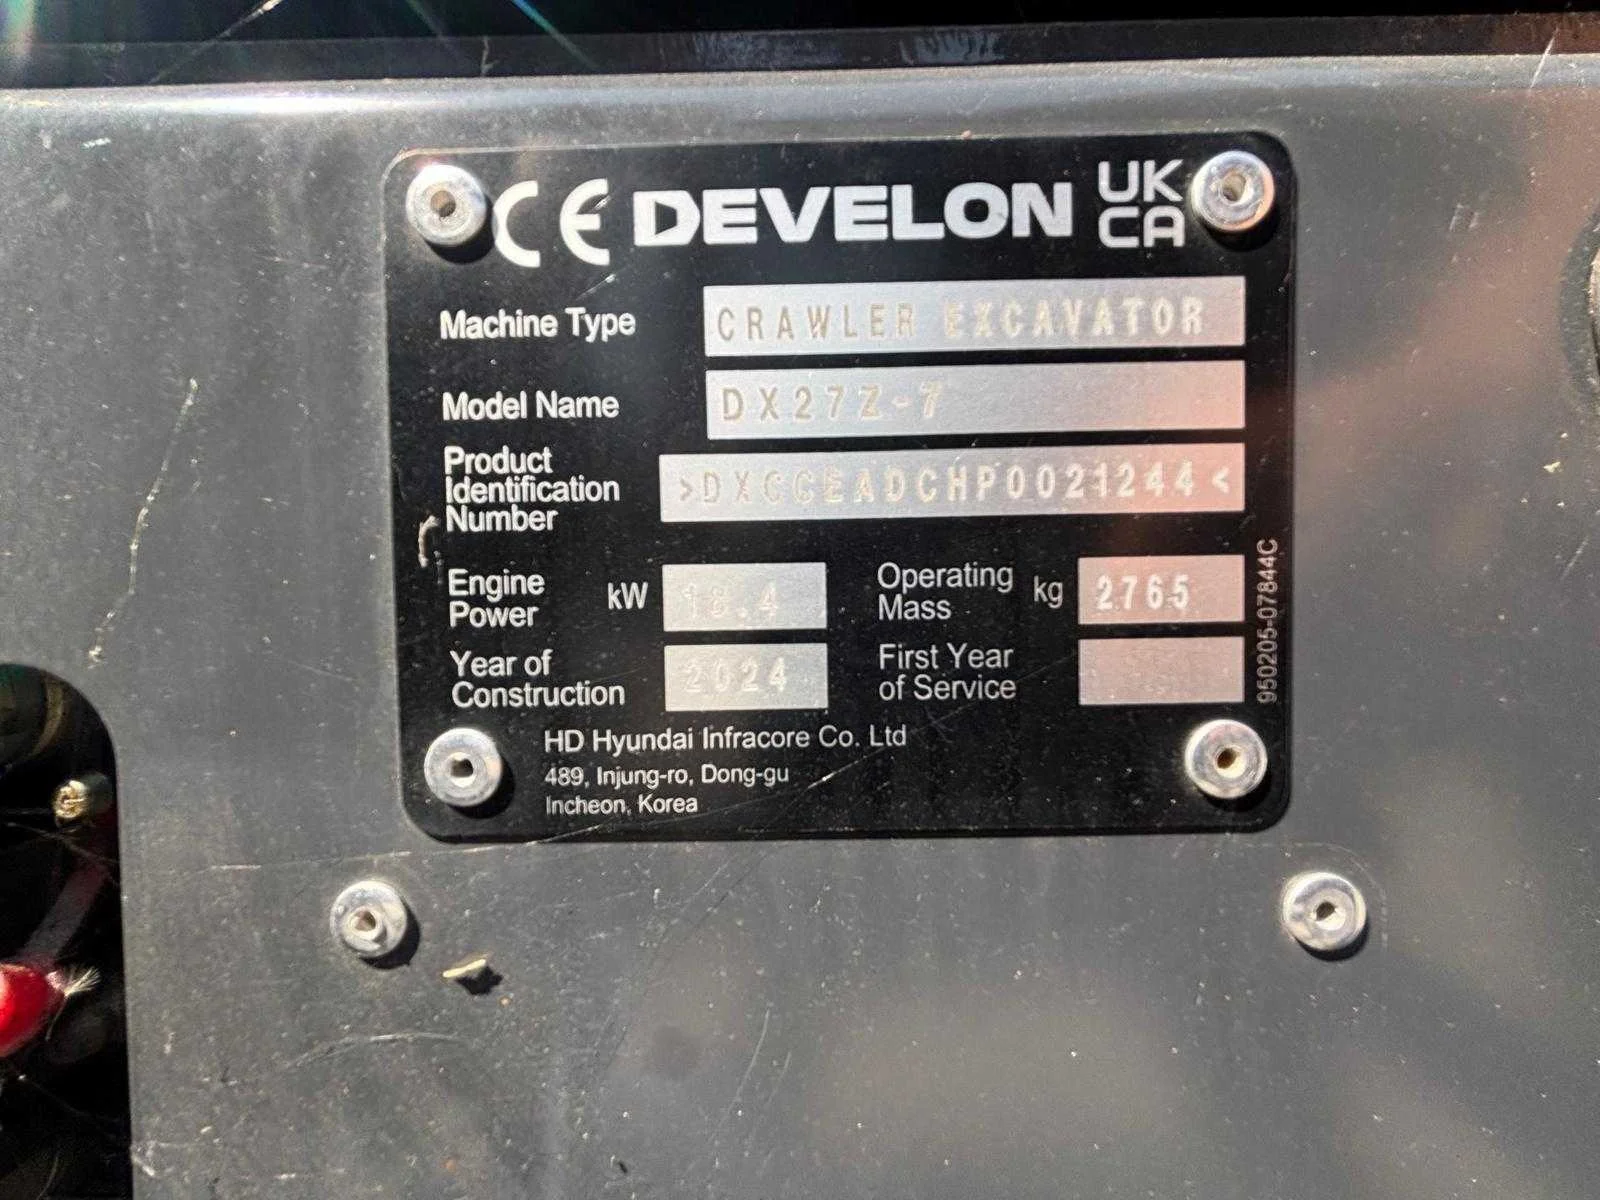 CE DEVELON UK CA
Machine Type CRAWLER EXCAVATOR
Model Name DX27Z-7
Product Identification Number >DXCCEADCHP0021244<
Engine Power kW 18.4 Operating Mass kg 2765
Year of Construction 2024 First Year of Service
HD Hyundai Infracore Co. Ltd
489, Injung-ro, Dong-gu
Incheon, Korea
950205-07844C